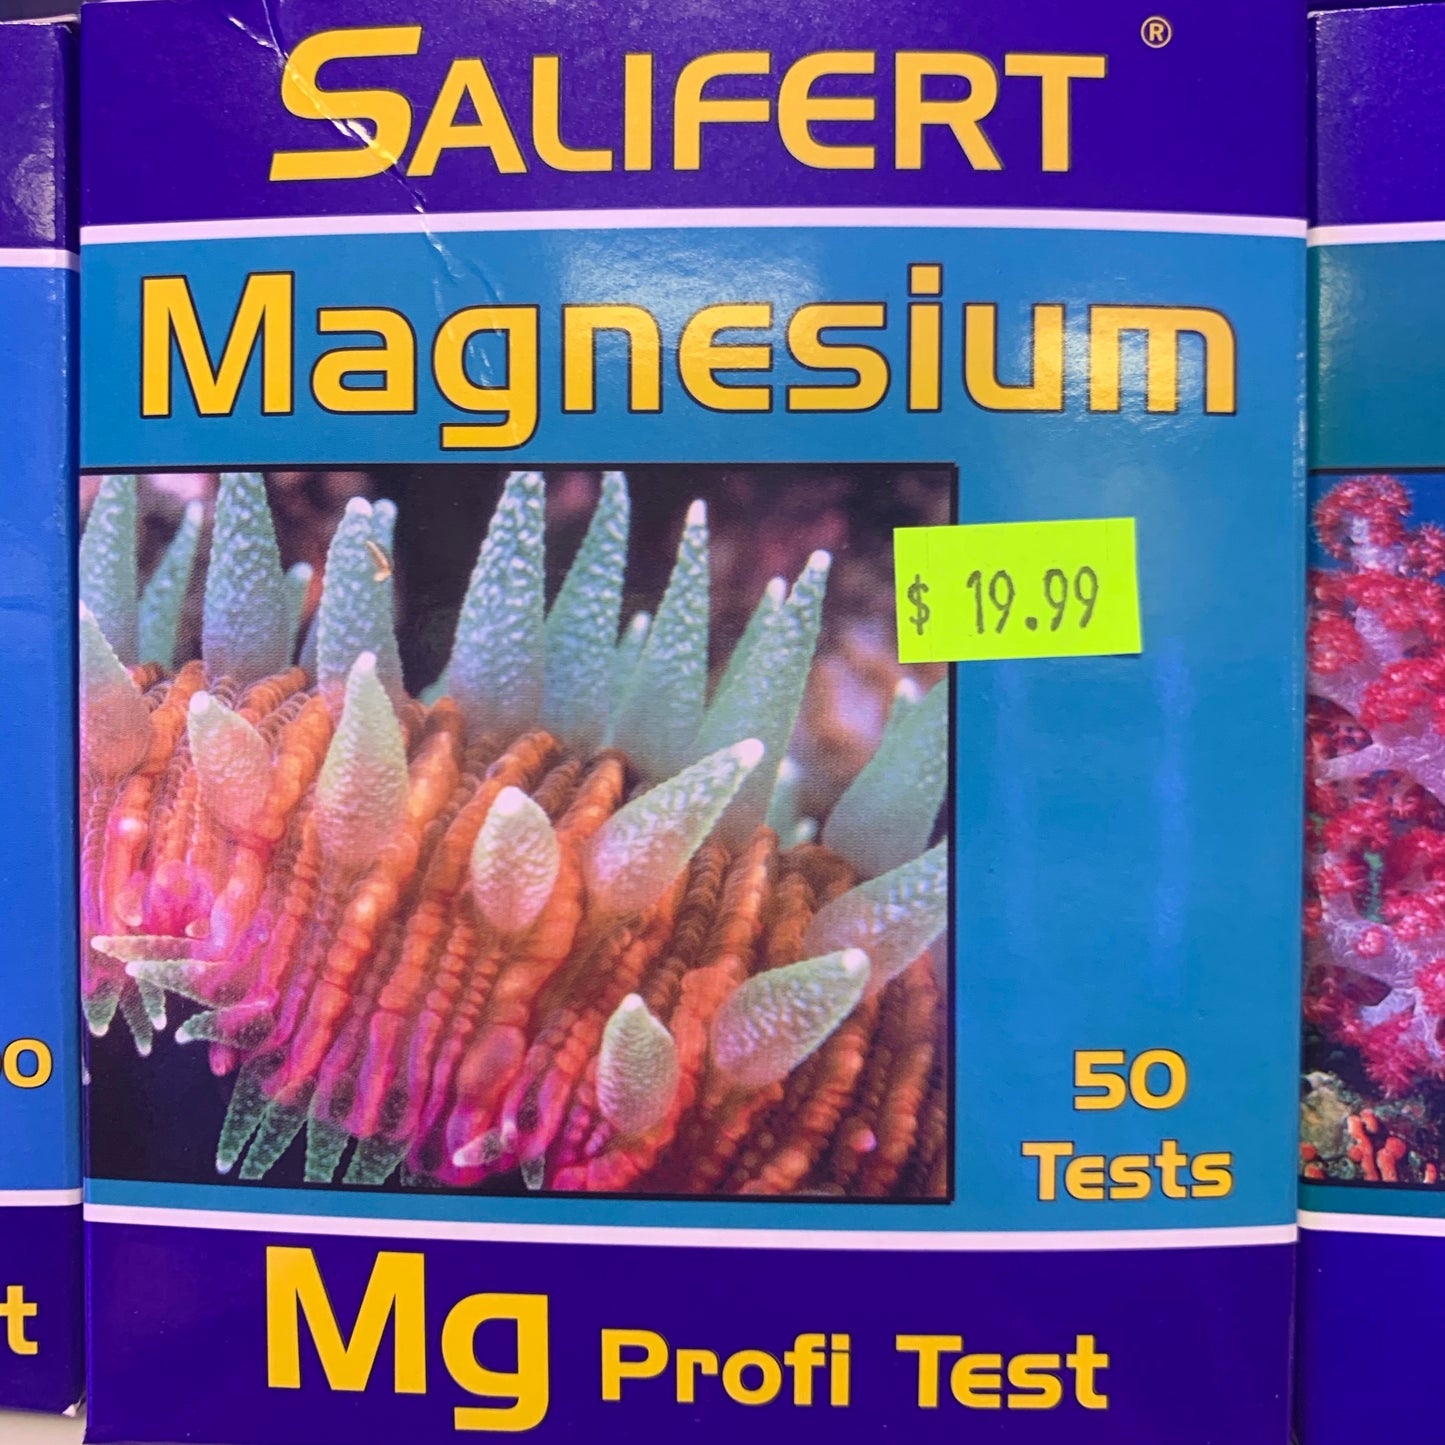 SALIFERT ®
Magnesium
$ 19.99
50
Tests
Mg Profi Test